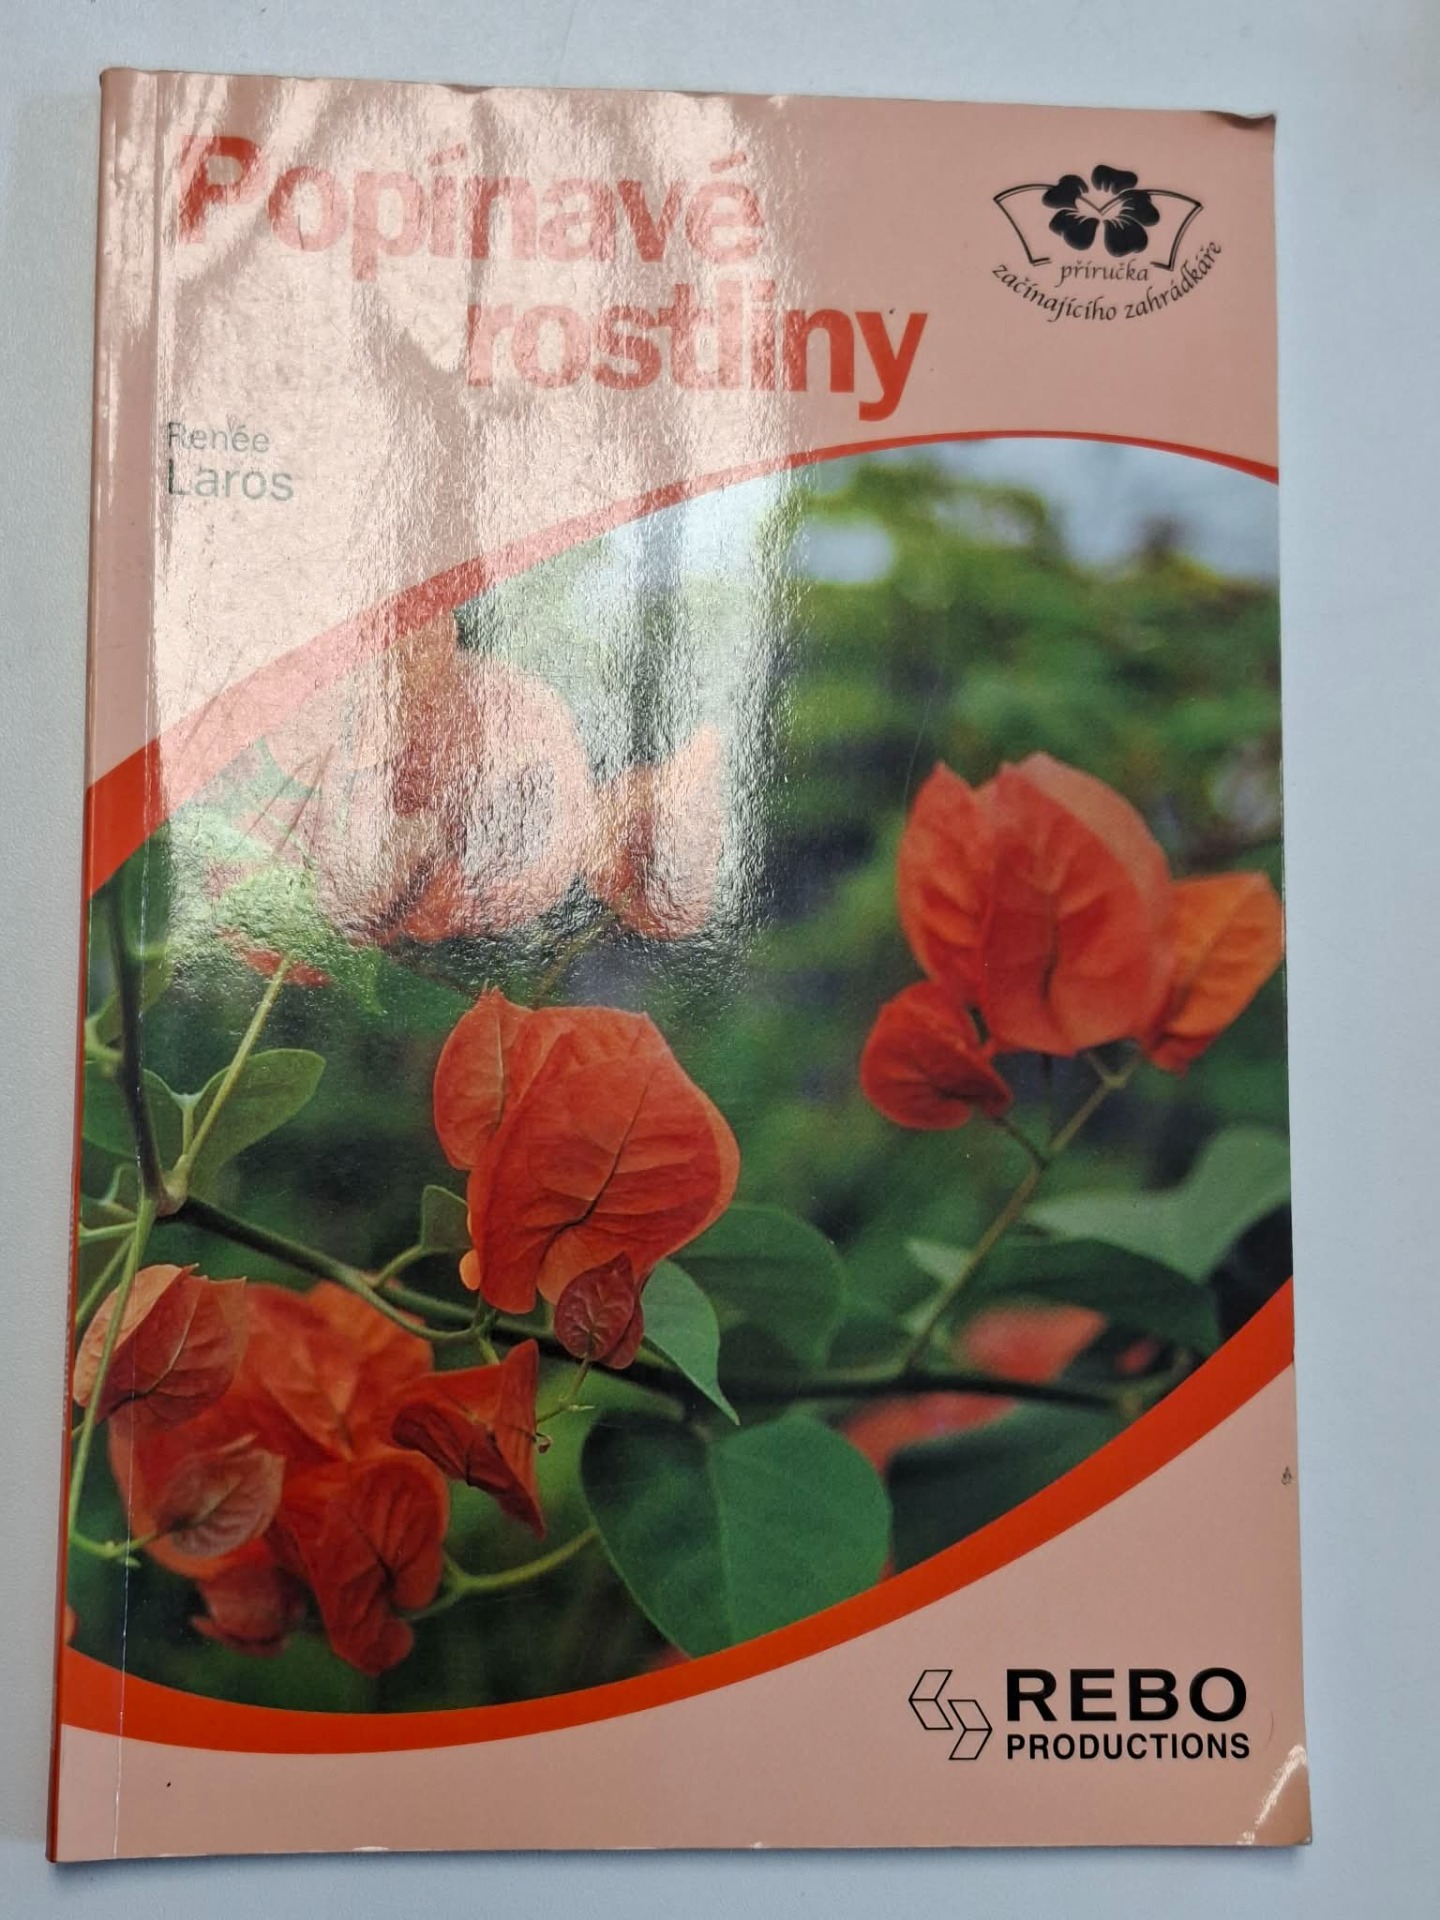 Popínavé
rostliny
příručka
začínajícího zahrádkáře
Renée
Laros
REBO
PRODUCTIONS